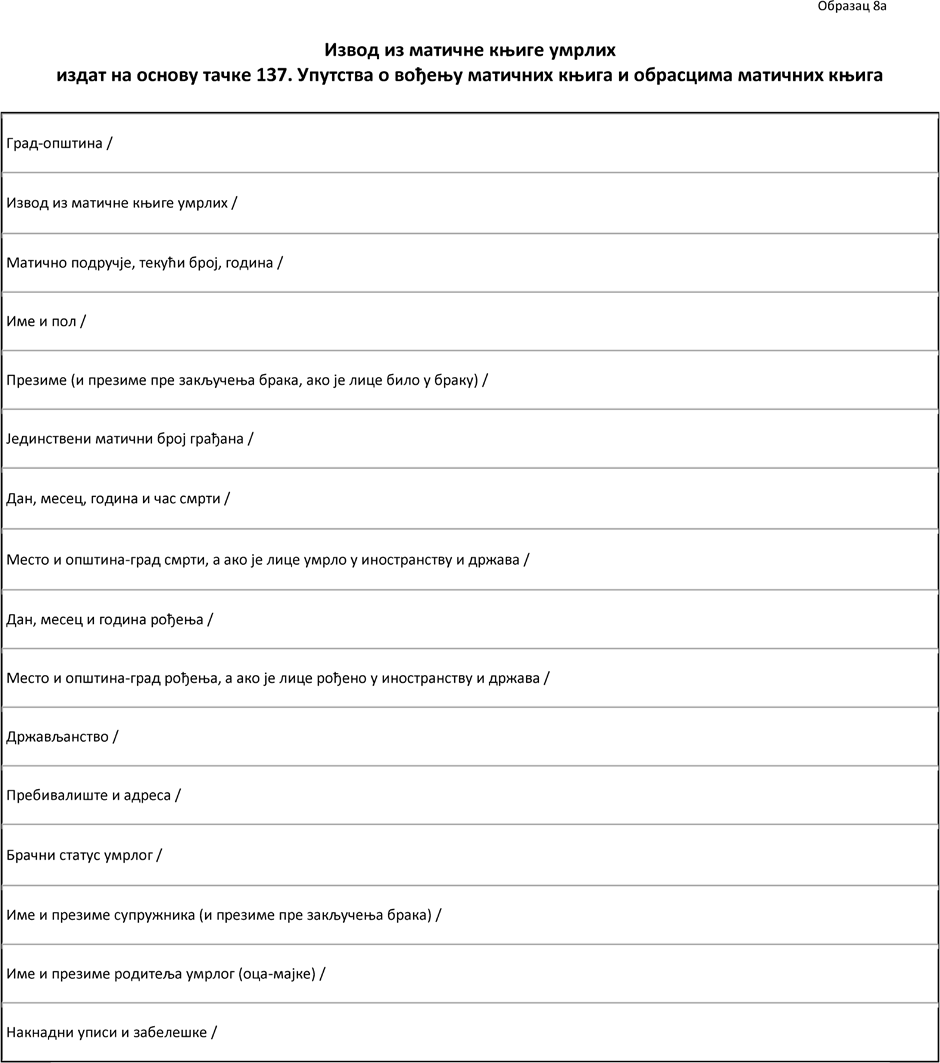 Образац 8а
Извод из матичне књиге умрлих
издат на основу тачке 137. Упутства о вођењу матичних књига и обрасцима матичних књига
Град-општина /
Извод из матичне књиге умрлих /
Матично подручје, текући број, година /
Име и пол /
Презиме (и презиме пре закључења брака, ако је лице било у браку) /
Јединствени матични број грађана /
Дан, месец, година и час смрти /
Место и општина-град смрти, а ако је лице умрло у иностранству и држава /
Дан, месец и година рођења /
Место и општина-град рођења, а ако је лице рођено у иностранству и држава /
Држављанство /
Пребивалиште и адреса /
Брачни статус умрлог /
Име и презиме супружника (и презиме пре закључења брака) /
Име и презиме родитеља умрлог (оца-мајке) /
Накнадни уписи и забелешке /